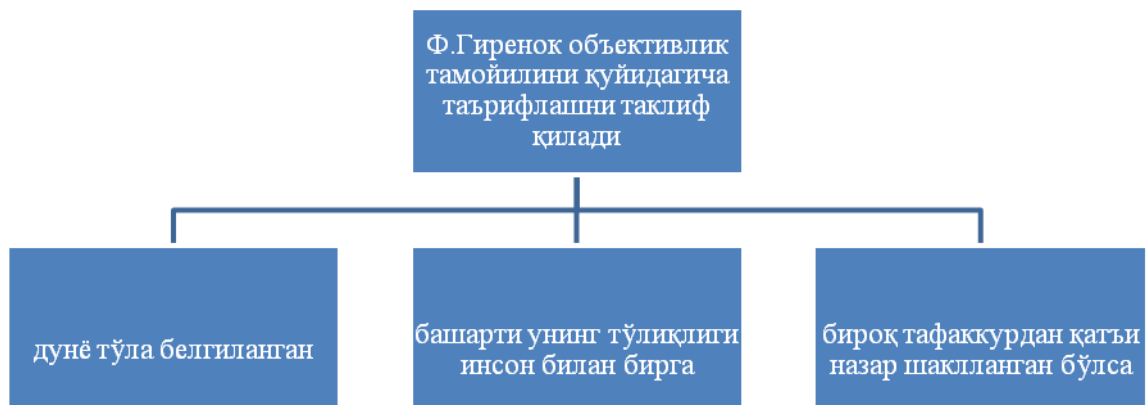 Ф.Гиренок объективлик
тамойилини қуйидагича
таърифлашни таклиф
қилади
дунё тўла белгиланган
башарти унинг тўлиқлиги
инсон билан бирга
бироқ тафаккурдан қатъи
назар шаклланган бўлса